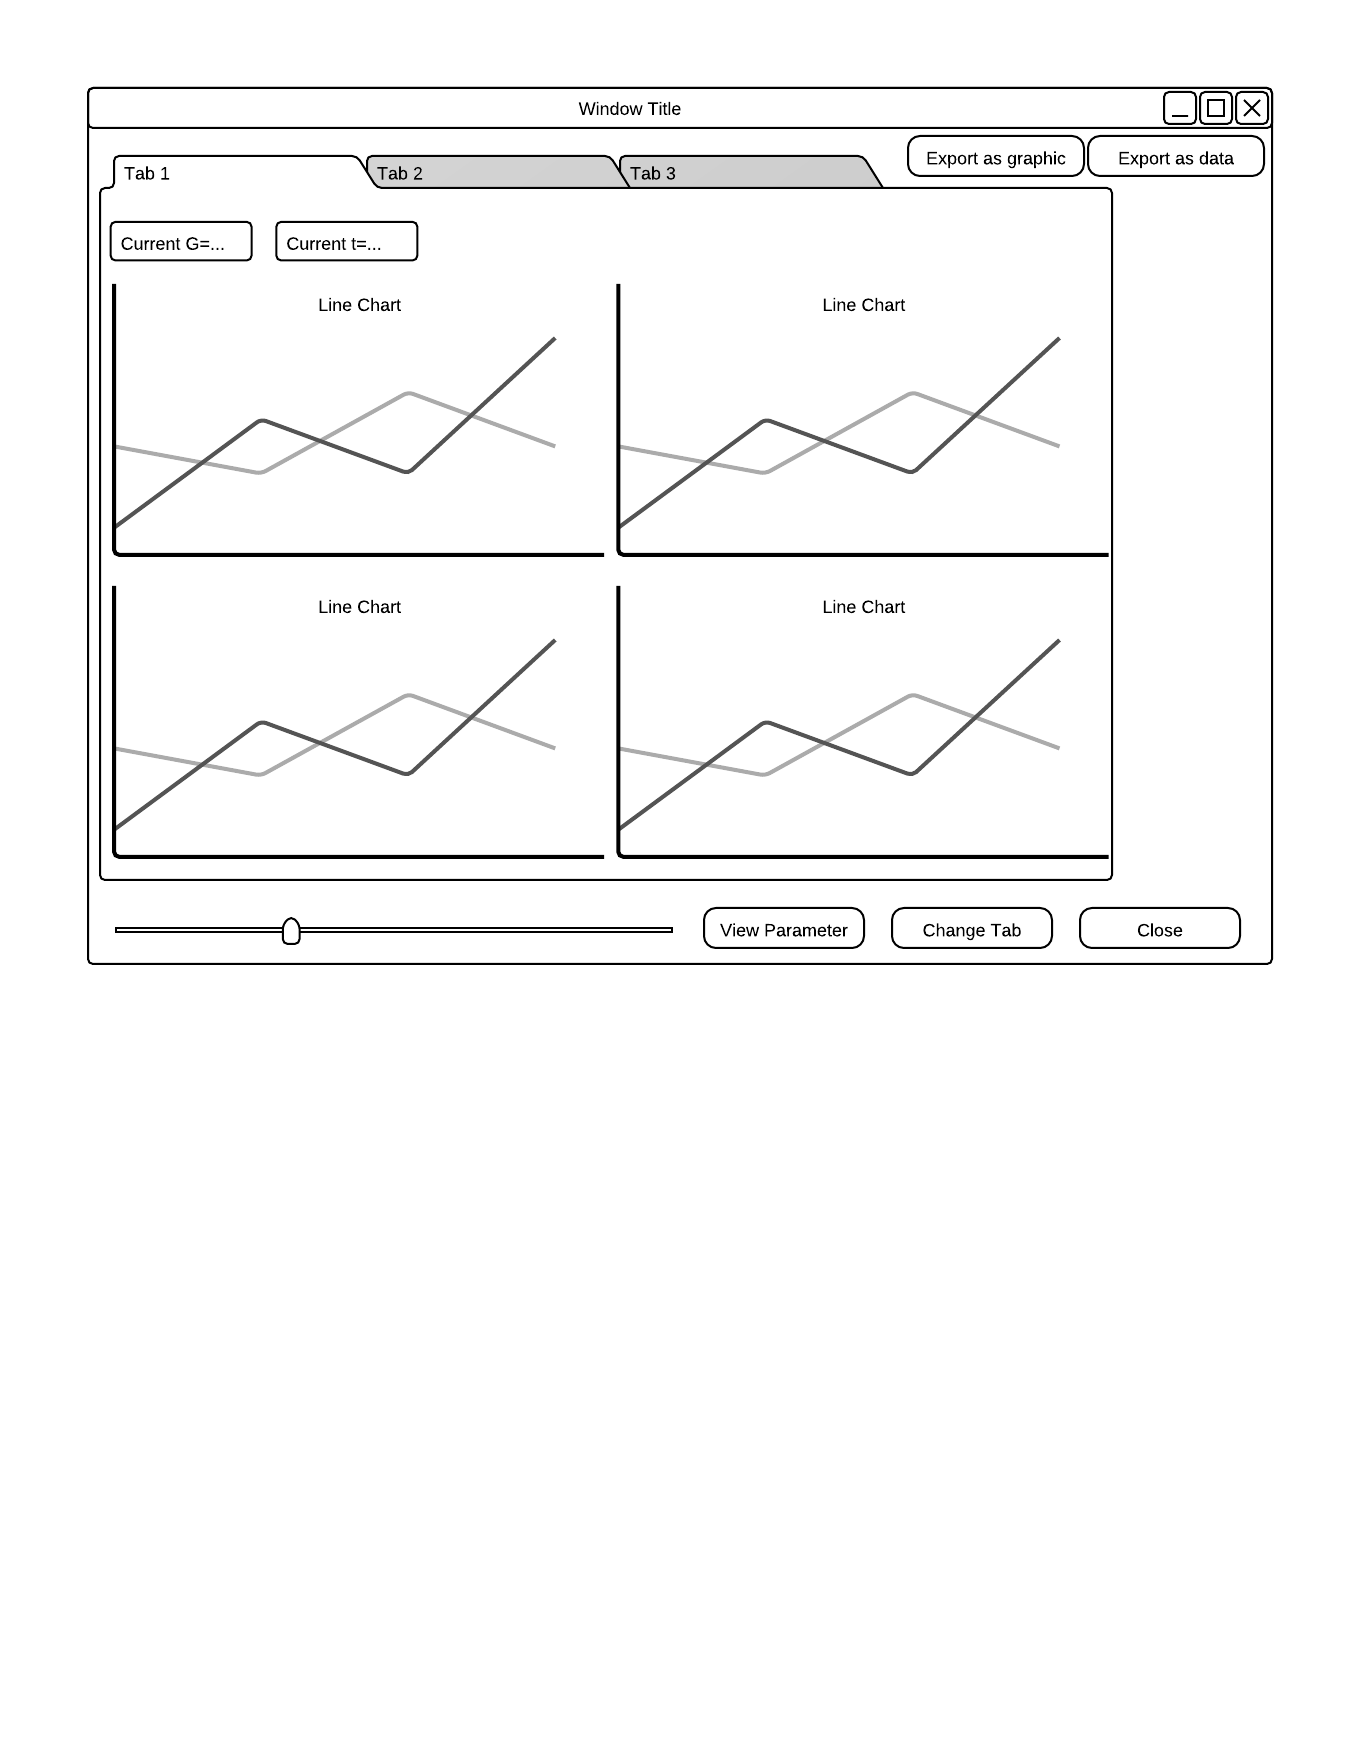 Window Title
Export as graphic
Export as data
Tab 1
Tab 2
Tab 3
Current G=...
Current t=...
Line Chart
Line Chart
Line Chart
Line Chart
View Parameter
Change Tab
Close